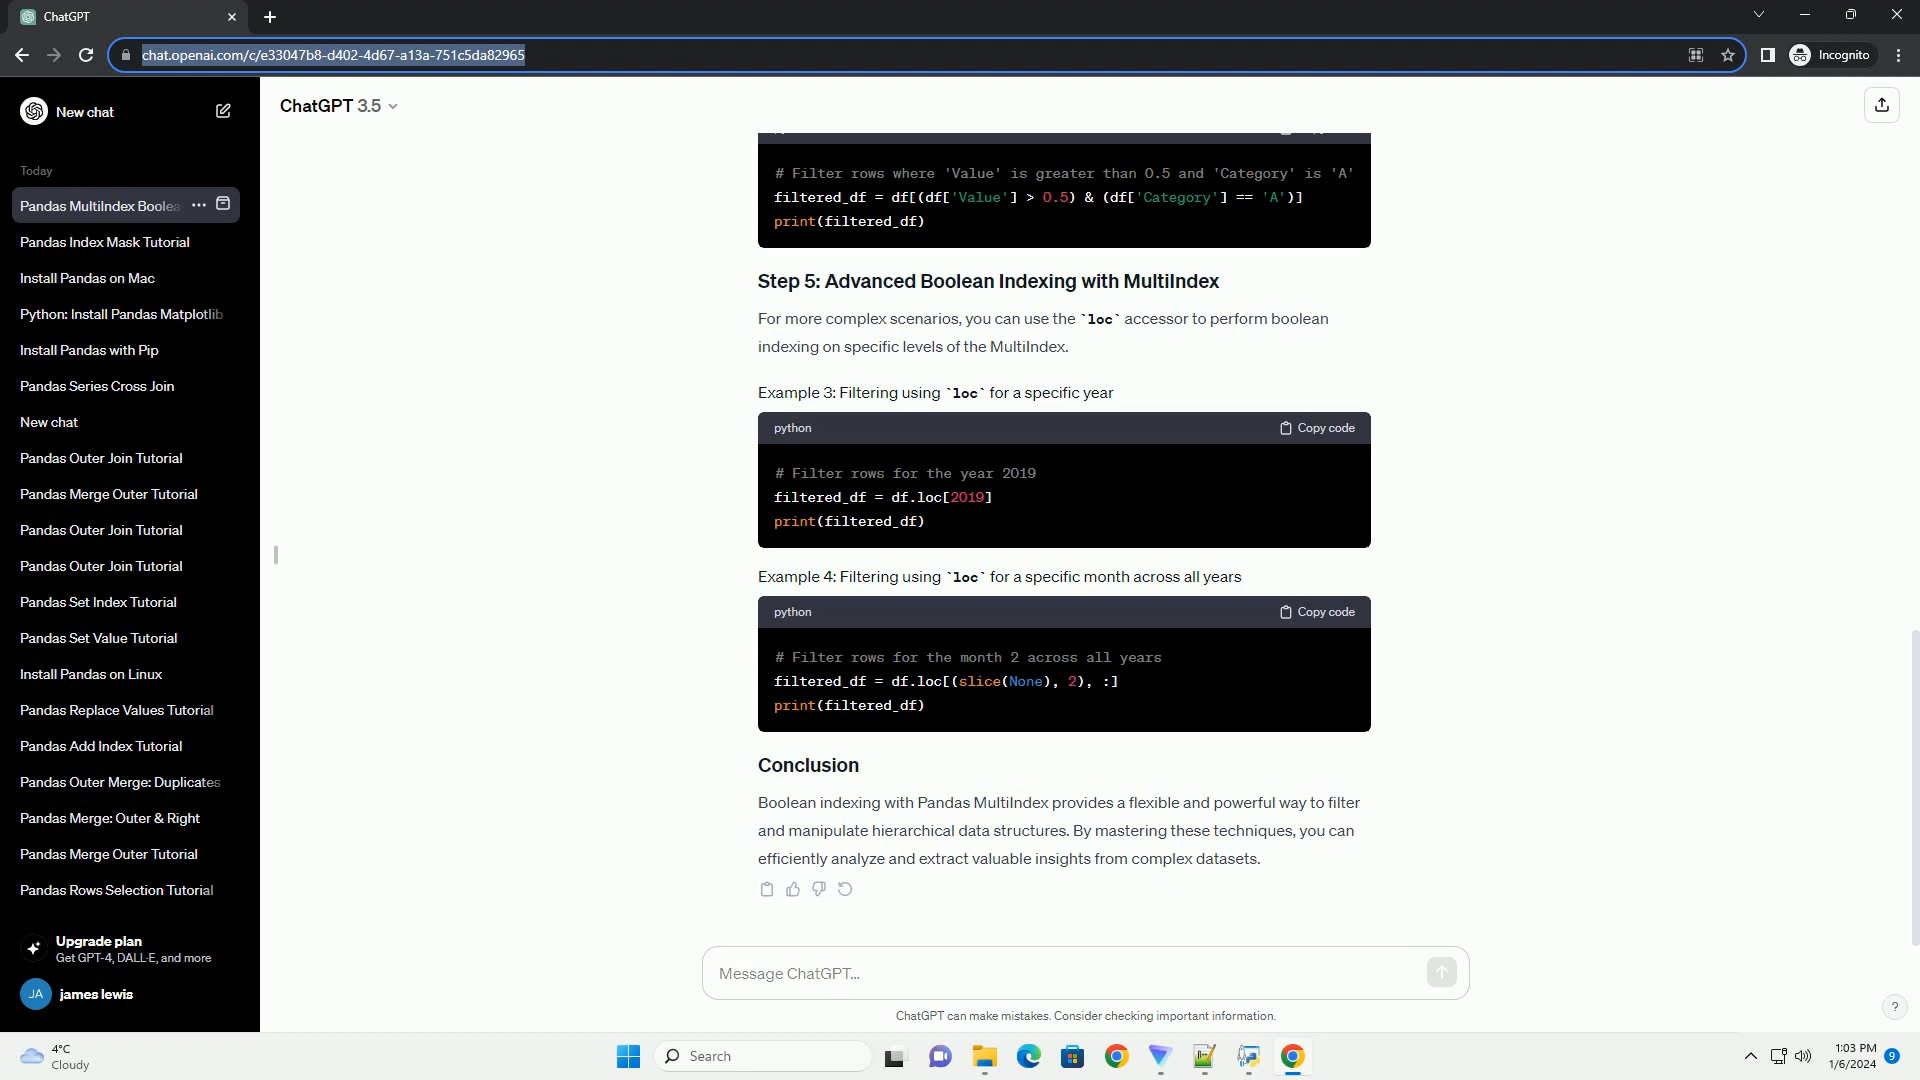 ChatGPT
chat.openai.com/c/e33047b8-d402-4d67-a13a-751c5da82965
Incognito
New chat
Today
Pandas MultiIndex Boolea
Pandas Index Mask Tutorial
Install Pandas on Mac
Python: Install Pandas Matplotlib
Install Pandas with Pip
Pandas Series Cross Join
New chat
Pandas Outer Join Tutorial
Pandas Merge Outer Tutorial
Pandas Outer Join Tutorial
Pandas Outer Join Tutorial
Pandas Set Index Tutorial
Pandas Set Value Tutorial
Install Pandas on Linux
Pandas Replace Values Tutorial
Pandas Add Index Tutorial
Pandas Outer Merge: Duplicates
Pandas Merge: Outer & Right
Pandas Merge Outer Tutorial
Pandas Rows Selection Tutorial
Upgrade plan
Get GPT-4, DALL·E, and more
JA james lewis
ChatGPT 3.5
# Filter rows where 'Value' is greater than 0.5 and 'Category' is 'A'
filtered_df = df[(df['Value'] > 0.5) & (df['Category'] == 'A')]
print(filtered_df)
Step 5: Advanced Boolean Indexing with MultiIndex
For more complex scenarios, you can use the `loc` accessor to perform boolean
indexing on specific levels of the MultiIndex.
Example 3: Filtering using `loc` for a specific year
python Copy code
# Filter rows for the year 2019
filtered_df = df.loc[2019]
print(filtered_df)
Example 4: Filtering using `loc` for a specific month across all years
python Copy code
# Filter rows for the month 2 across all years
filtered_df = df.loc[(slice(None), 2), :]
print(filtered_df)
Conclusion
Boolean indexing with Pandas MultiIndex provides a flexible and powerful way to filter
and manipulate hierarchical data structures. By mastering these techniques, you can
efficiently analyze and extract valuable insights from complex datasets.
Message ChatGPT...
ChatGPT can make mistakes. Consider checking important information.
?
4°C
Cloudy
Search
1:03 PM
1/6/2024
9